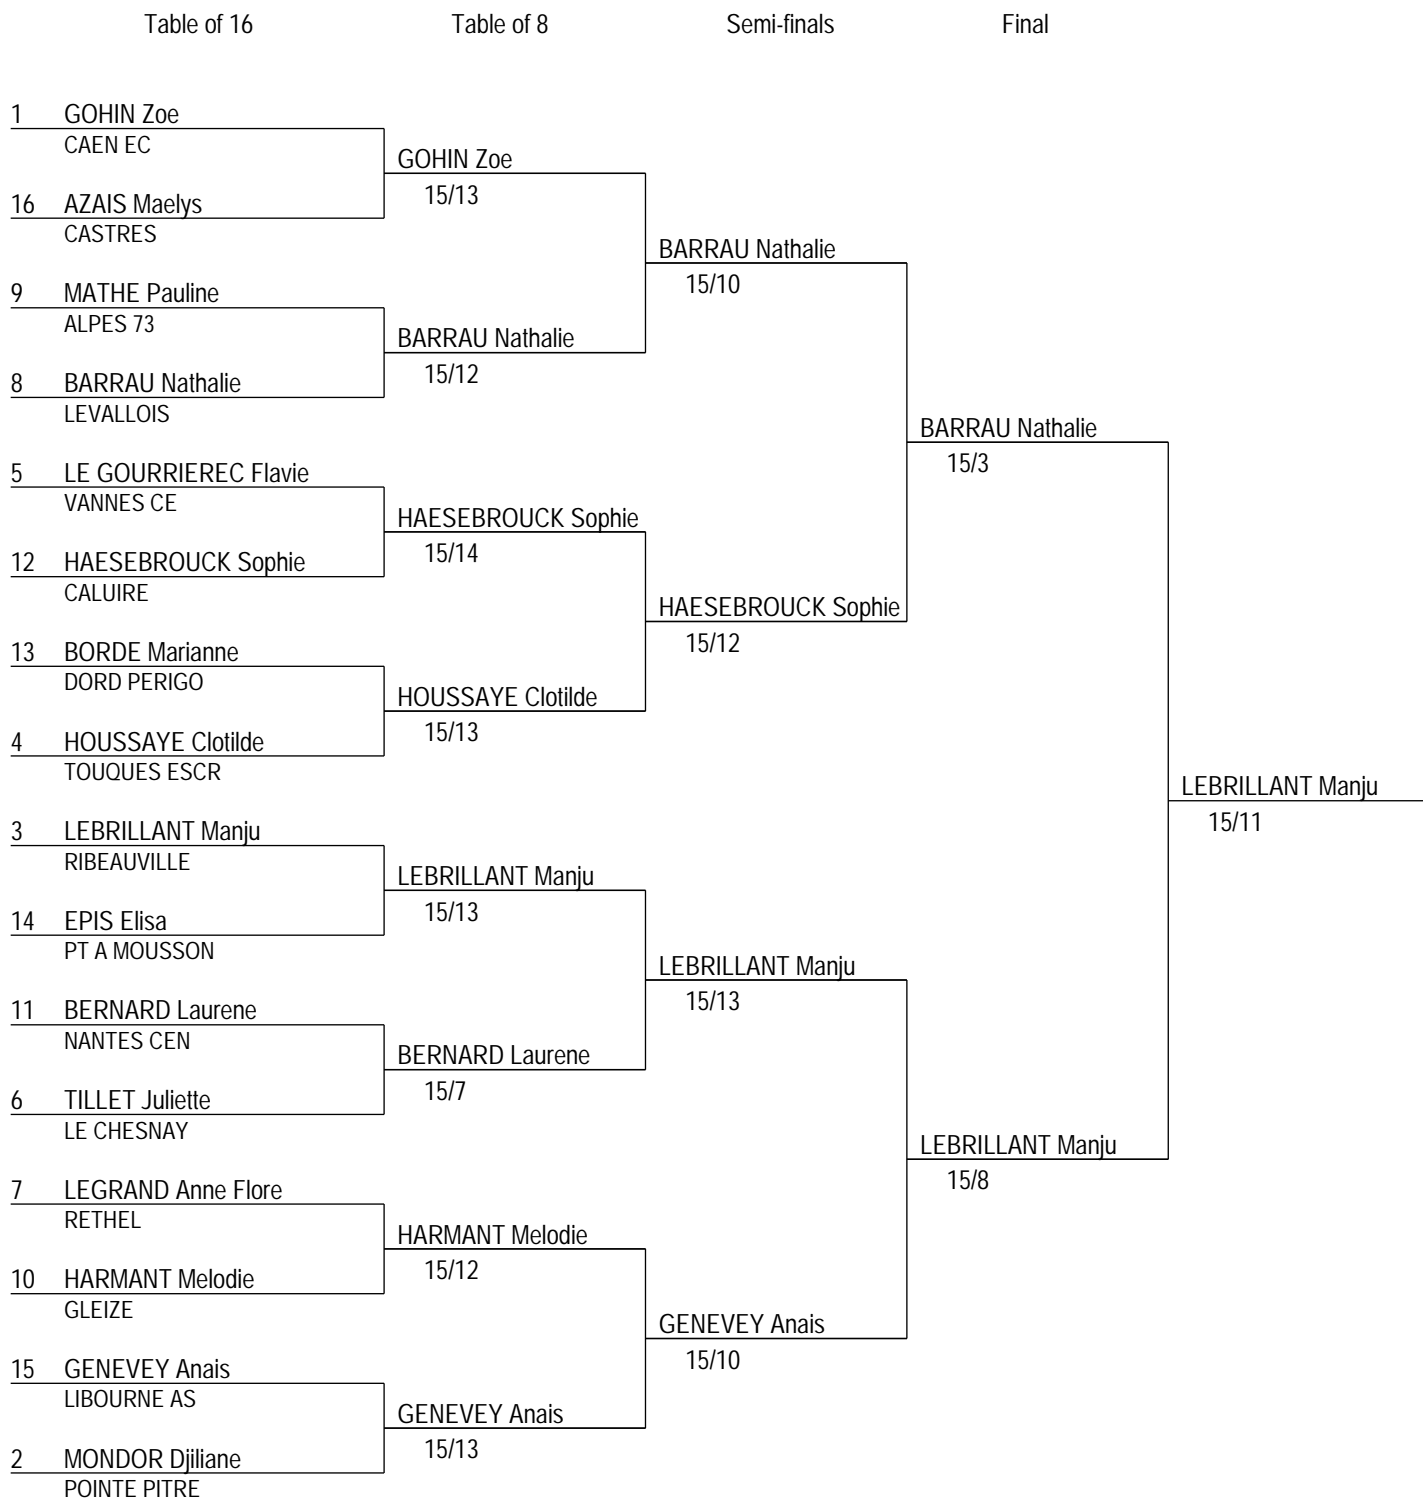 Table of 16 Table of 8 Semi-finals Final
1 GOHIN Zoe
CAEN EC
GOHIN Zoe
15/13
16 AZAIS Maelys
CASTRES
BARRAU Nathalie
15/10
9 MATHE Pauline
ALPES 73
BARRAU Nathalie
15/12
8 BARRAU Nathalie
LEVALLOIS
BARRAU Nathalie
15/3
5 LE GOURRIEREC Flavie
VANNES CE
HAESEBROUCK Sophie
15/14
12 HAESEBROUCK Sophie
CALUIRE
HAESEBROUCK Sophie
15/12
13 BORDE Marianne
DORD PERIGO
HOUSSAYE Clotilde
15/13
4 HOUSSAYE Clotilde
TOUQUES ESCR
LEBRILLANT Manju
15/11
3 LEBRILLANT Manju
RIBEAUVILLE
LEBRILLANT Manju
15/13
14 EPIS Elisa
PT A MOUSSON
LEBRILLANT Manju
15/13
11 BERNARD Laurene
NANTES CEN
BERNARD Laurene
15/7
6 TILLET Juliette
LE CHESNAY
LEBRILLANT Manju
15/8
7 LEGRAND Anne Flore
RETHEL
HARMANT Melodie
15/12
10 HARMANT Melodie
GLEIZE
GENEVEY Anais
15/10
15 GENEVEY Anais
LIBOURNE AS
GENEVEY Anais
15/13
2 MONDOR Djiliane
POINTE PITRE